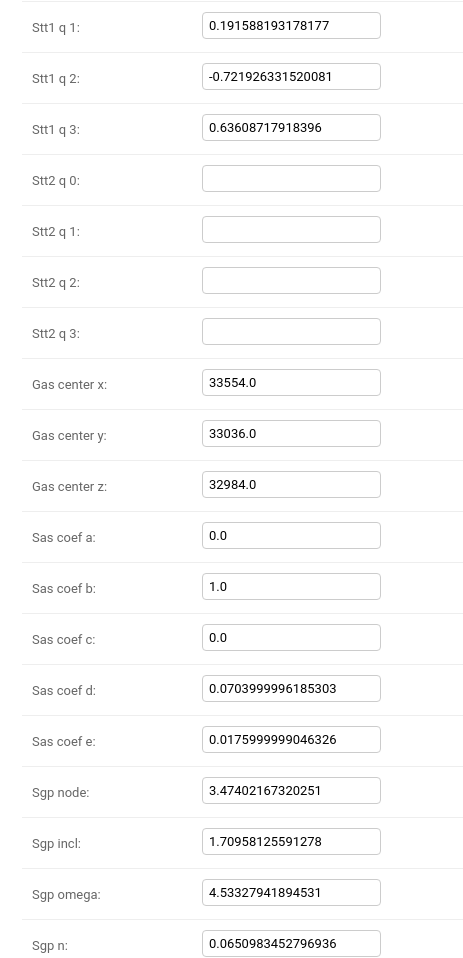 Stt1 q 1: 0.191588193178177
Stt1 q 2: -0.721926331520081
Stt1 q 3: 0.63608717918396
Stt2 q 0:
Stt2 q 1:
Stt2 q 2:
Stt2 q 3:
Gas center x: 33554.0
Gas center y: 33036.0
Gas center z: 32984.0
Sas coef a: 0.0
Sas coef b: 1.0
Sas coef c: 0.0
Sas coef d: 0.0703999996185303
Sas coef e: 0.0175999999046326
Sgp node: 3.47402167320251
Sgp incl: 1.70958125591278
Sgp omega: 4.53327941894531
Sgp n: 0.0650983452796936